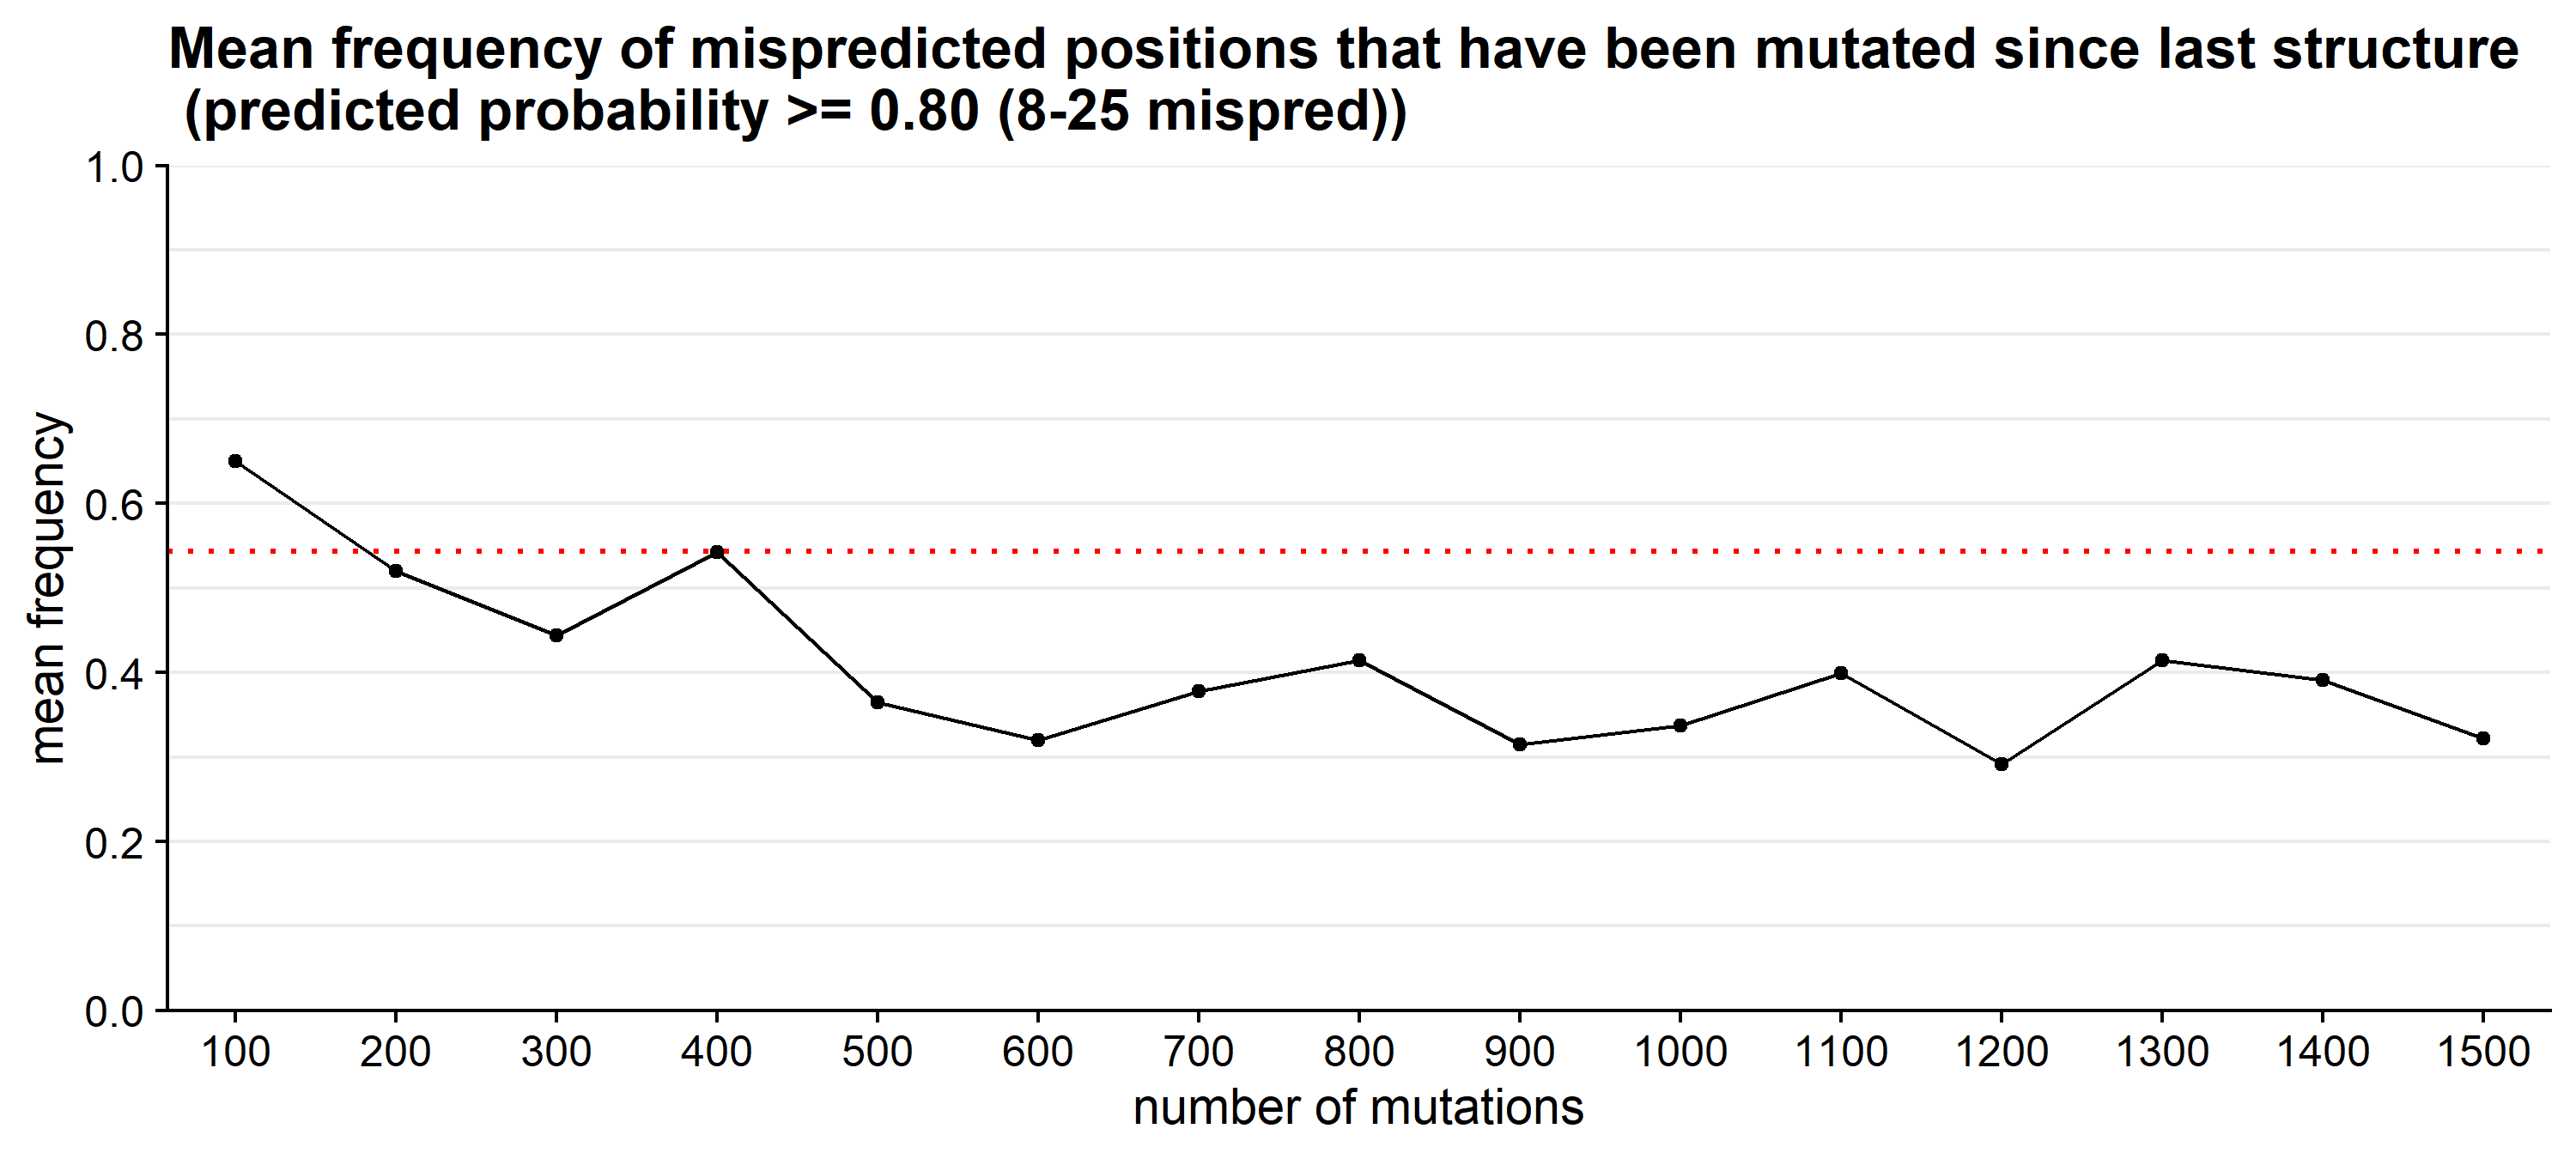 Mean frequency of mispredicted positions that have been mutated since last structure
(predicted probability >= 0.80 (8-25 mispred))
1.0
0.8
0.6
0.4
0.2
0.0
mean frequency
100 200 300 400 500 600 700 800 900 1000 1100 1200 1300 1400 1500
number of mutations